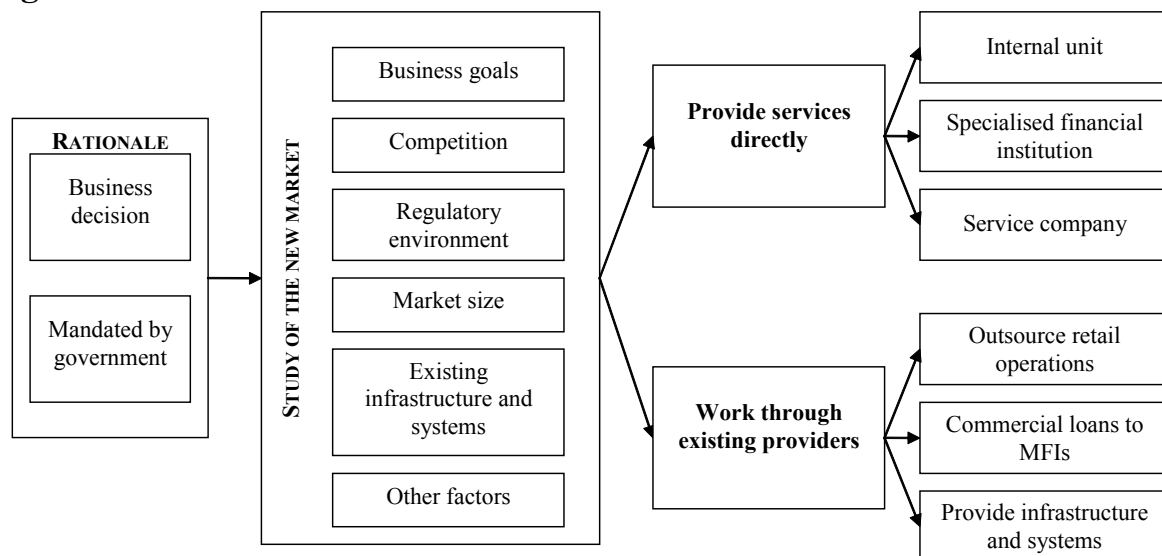 RATIONALE
Business
decision
Mandated by
government
STUDY OF THE NEW MARKET
Business goals
Competition
Regulatory
environment
Market size
Existing
infrastructure and
systems
Other factors
Provide services
directly
Work through
existing providers
Internal unit
Specialised financial
institution
Service company
Outsource retail
operations
Commercial loans to
MFIs
Provide infrastructure
and systems